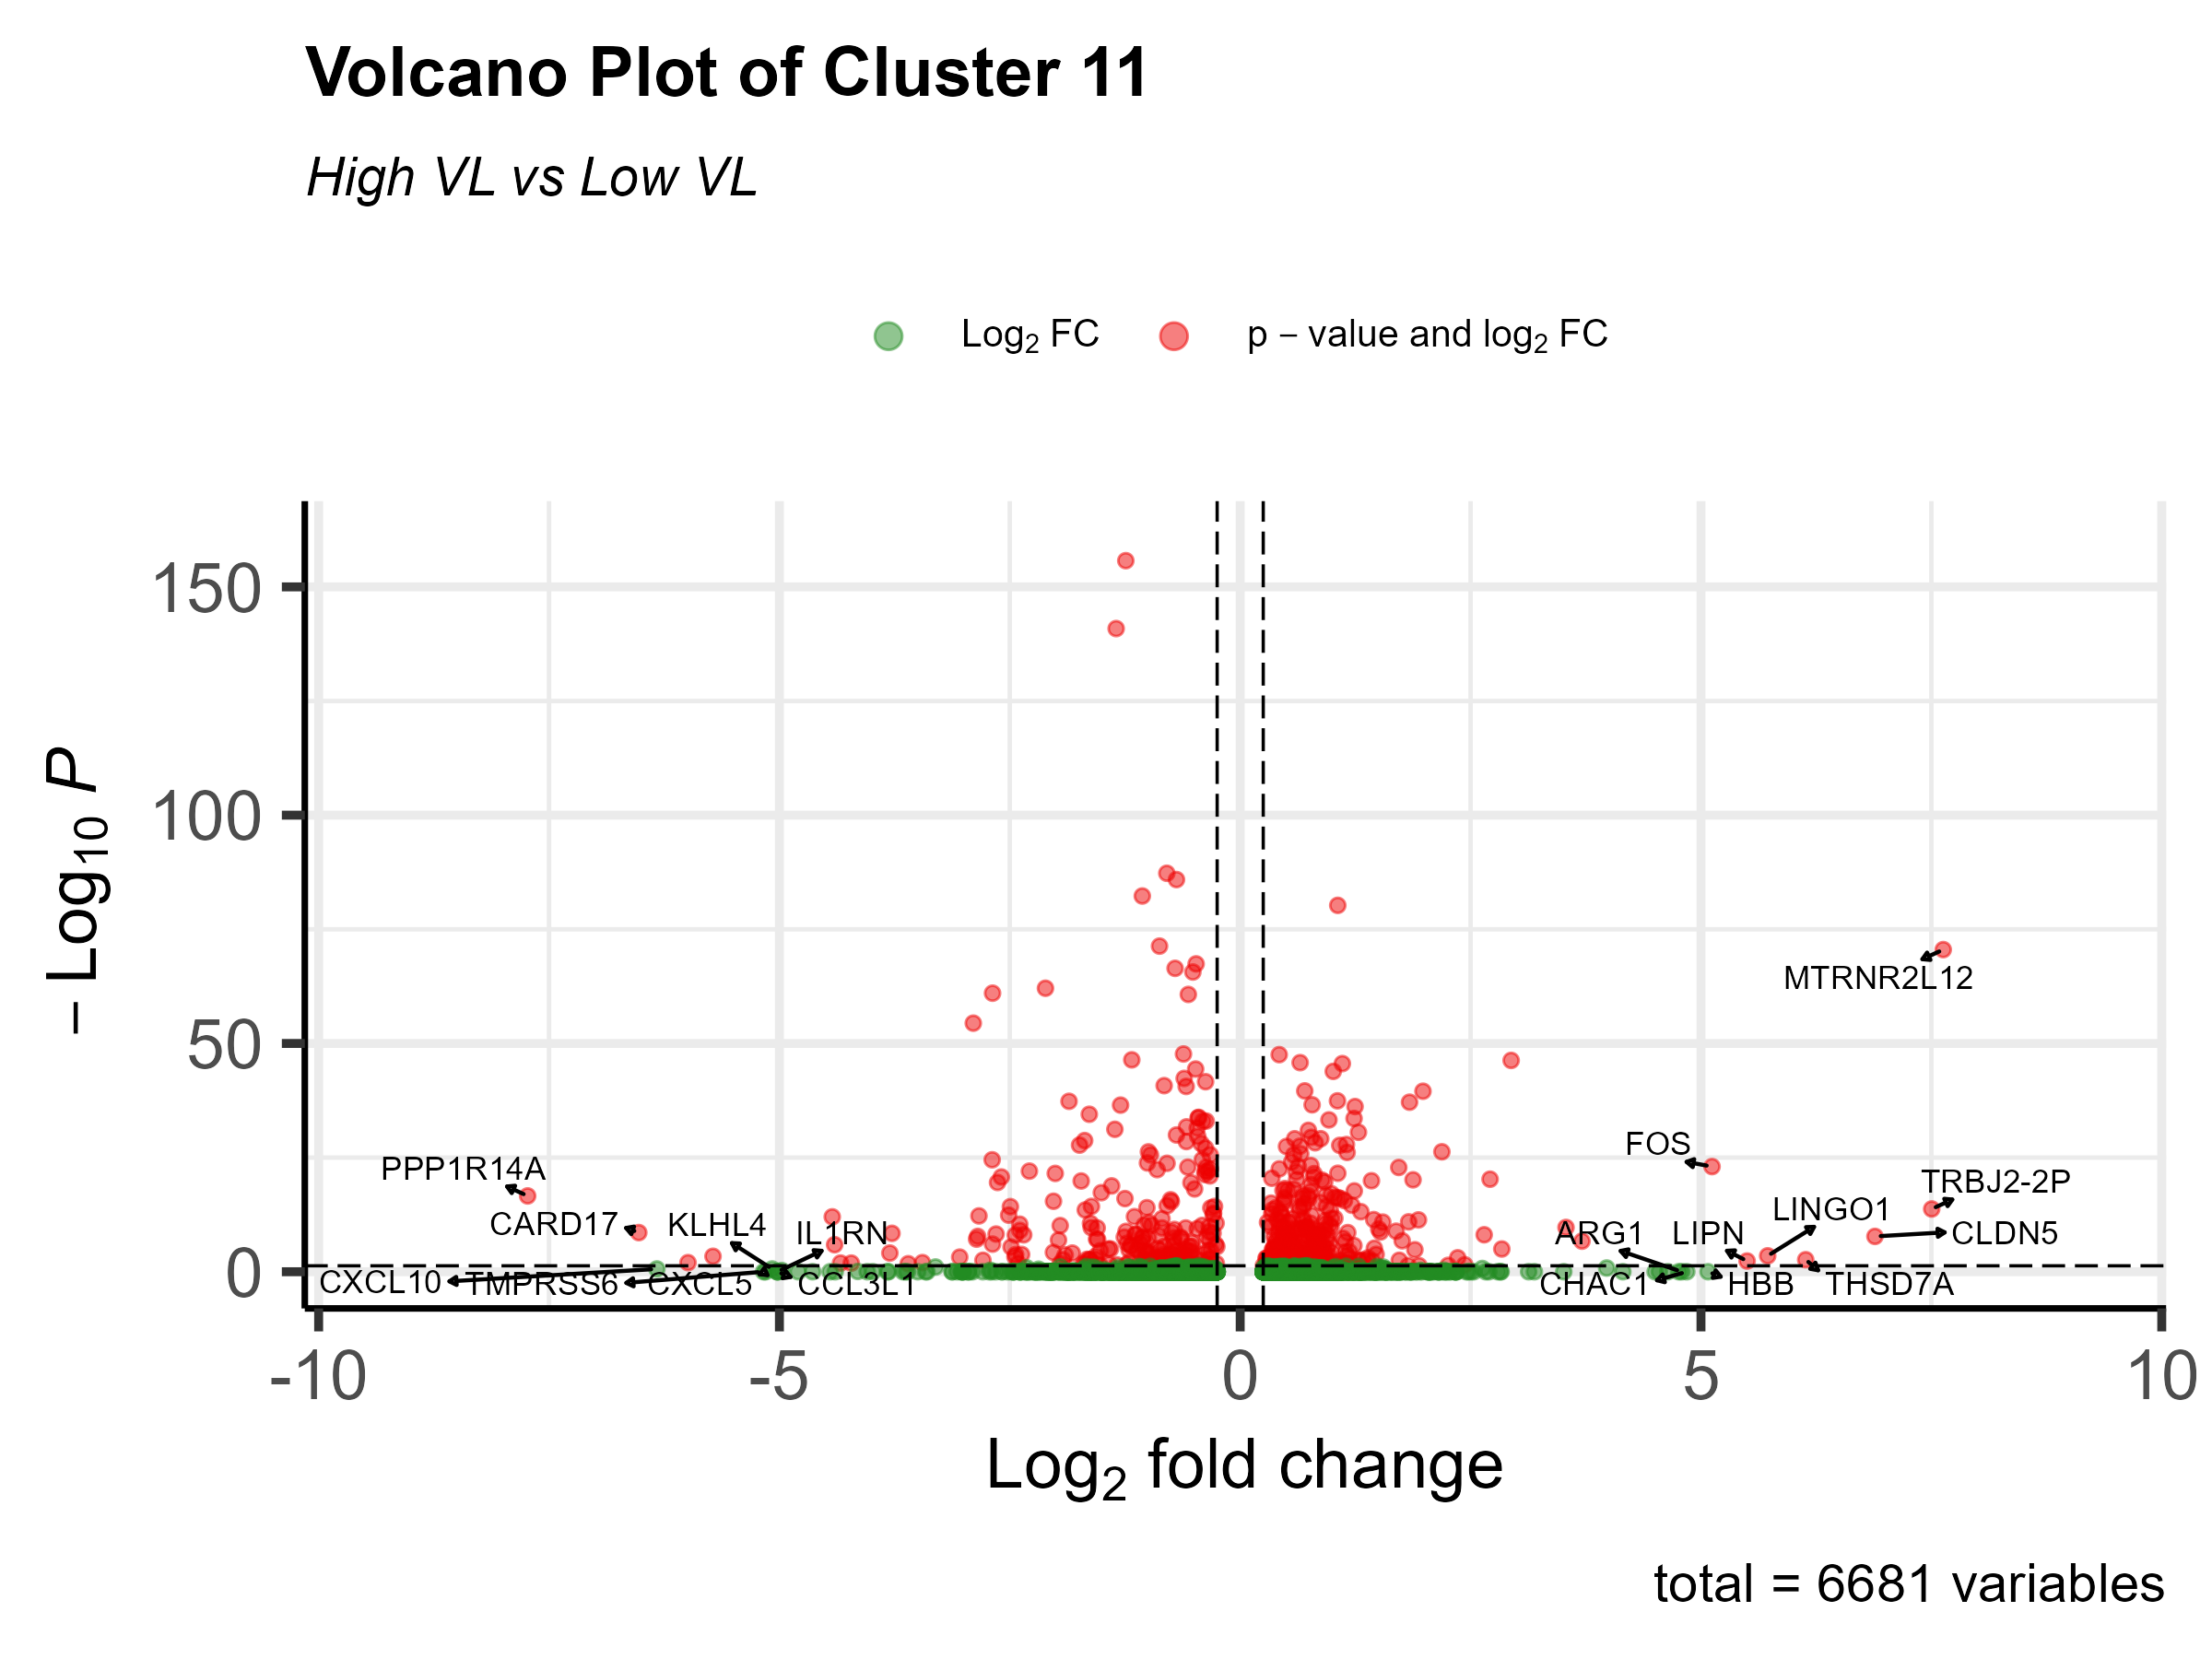 Volcano Plot of Cluster 11
High VL vs Low VL
Log2 FC
p − value and log2 FC
− Log10 P
150
100
50
0
MTRNR2L12
FOS
PPP1R14A
TRBJ2-2P
LINGO1
CARD17
KLHL4
IL1RN
ARG1
LIPN
CLDN5
CXCL10
TMPRSS6
CXCL5
CCL3L1
CHAC1
HBB
THSD7A
-10
-5
0
5
10
Log2 fold change
total = 6681 variables